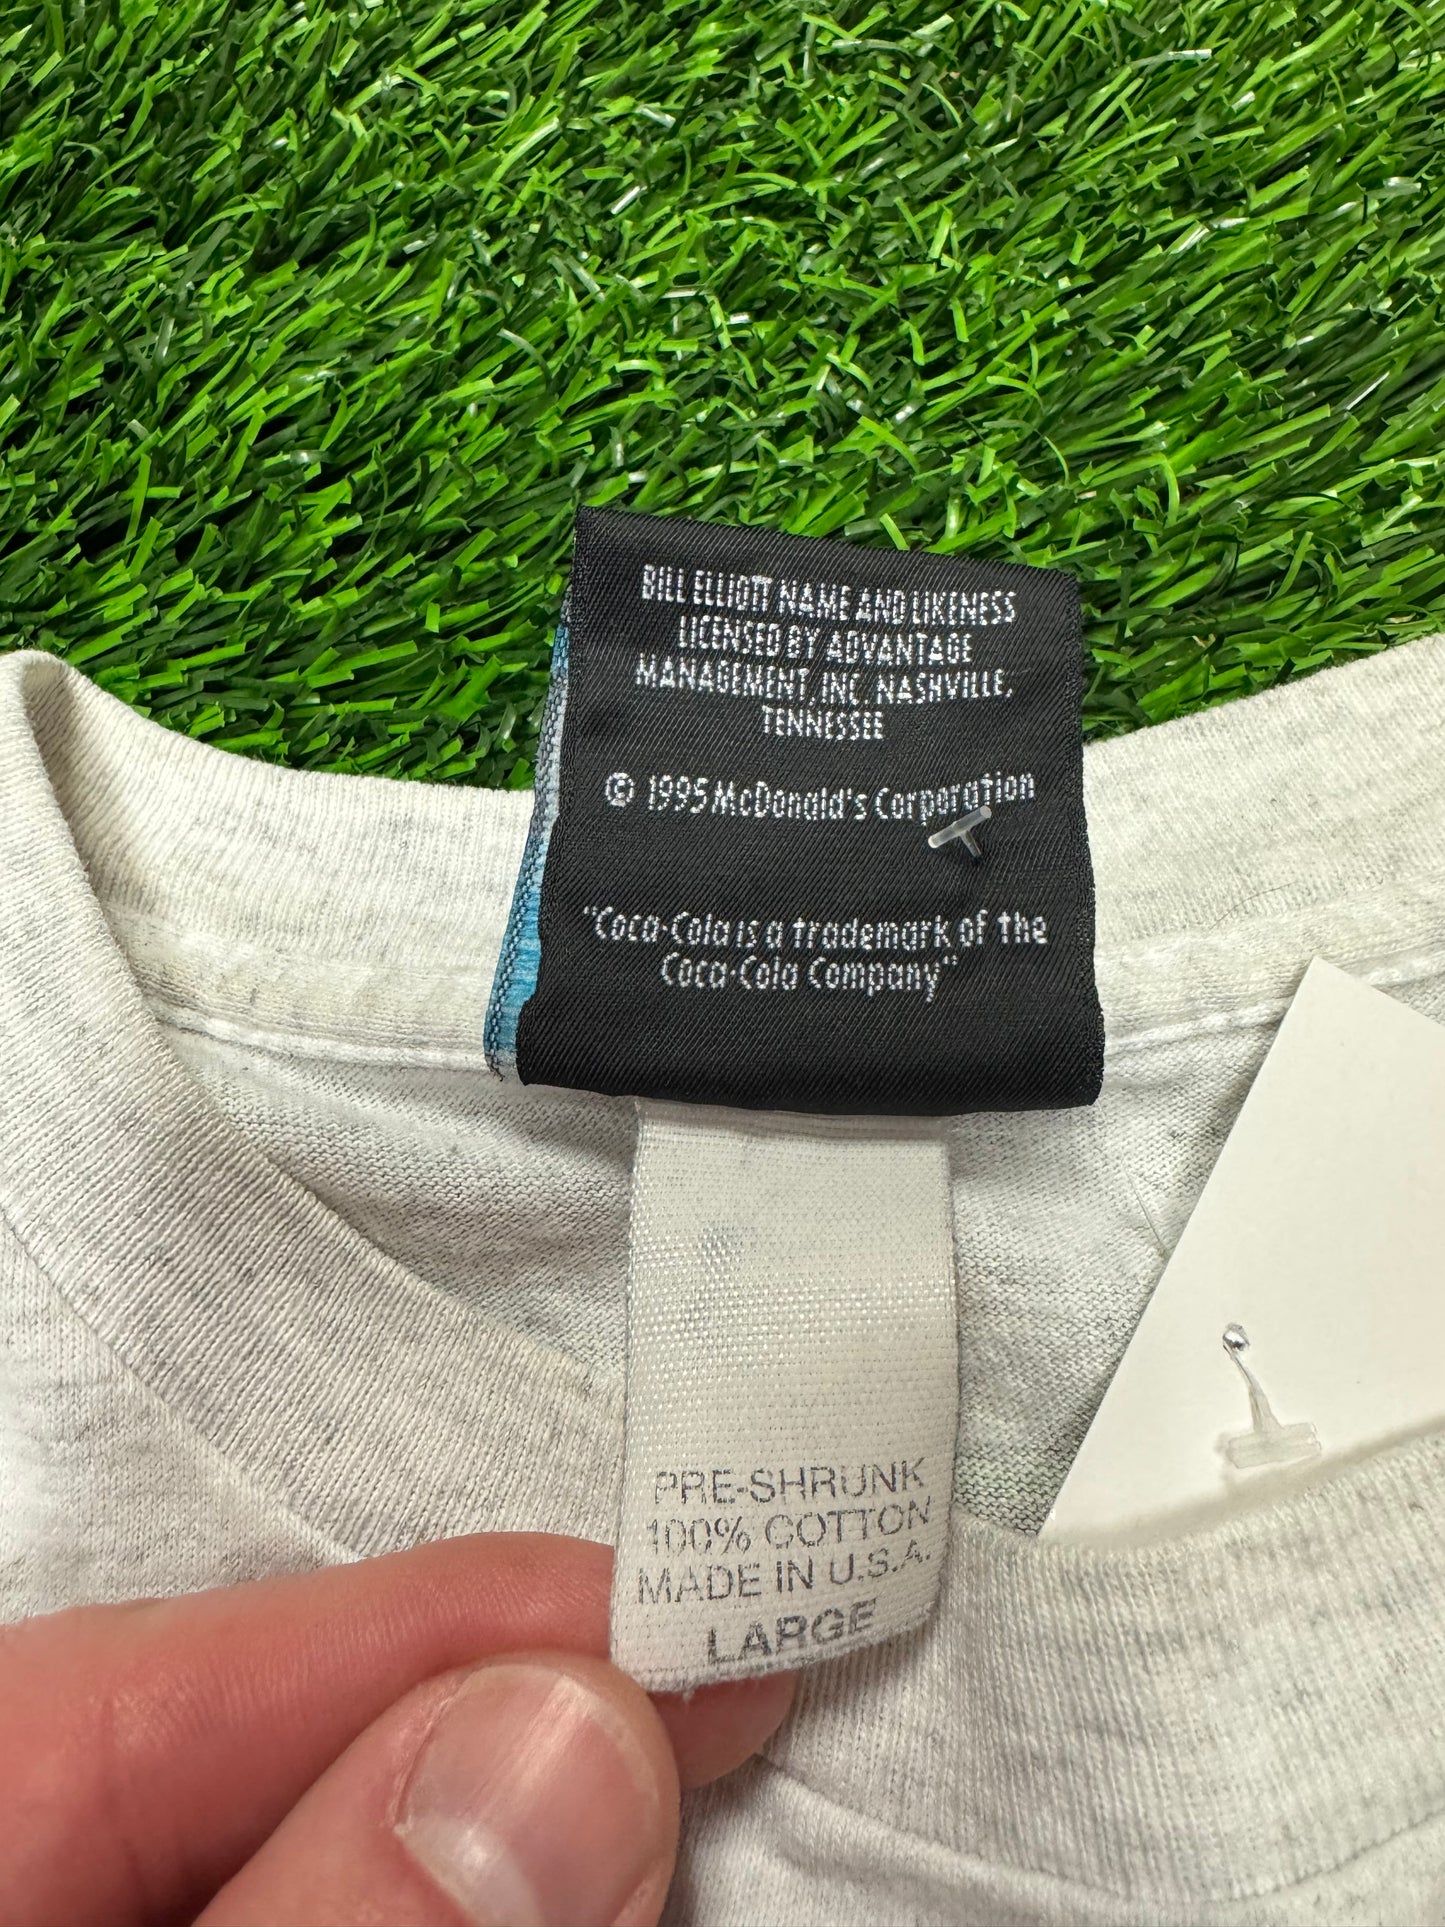 BILL ELLIOTT NAME AND LIKENESS
LICENSED BY ADVANTAGE
MANAGEMENT, INC. NASHVILLE,
TENNESSEE
© 1995 McDonald's Corporation
"Coca-Cola is a trademark of the
Coca-Cola Company"
PRE-SHRUNK
100% COTTON
MADE IN U.S.A.
LARGE